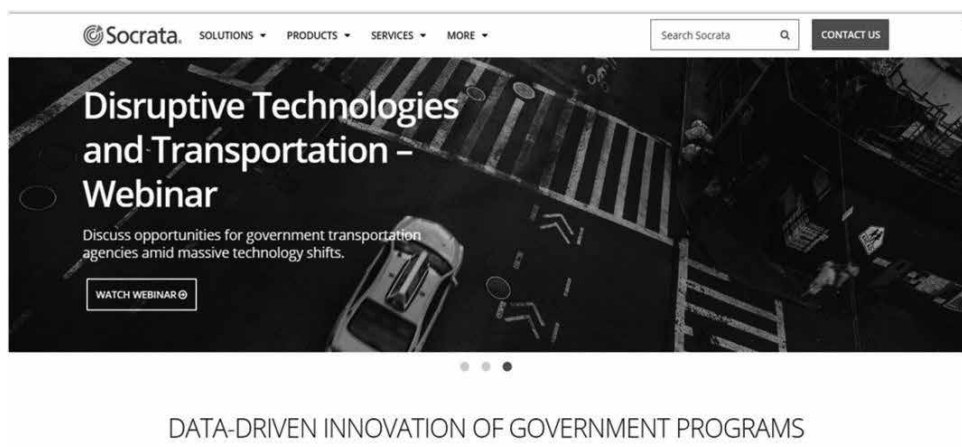 Socrata. SOLUTIONS PRODUCTS SERVICES MORE Search Socrata CONTACT US
Disruptive Technologies
and Transportation –
Webinar
Discuss opportunities for government transportation
agencies amid massive technology shifts.
WATCH WEBINAR
DATA-DRIVEN INNOVATION OF GOVERNMENT PROGRAMS